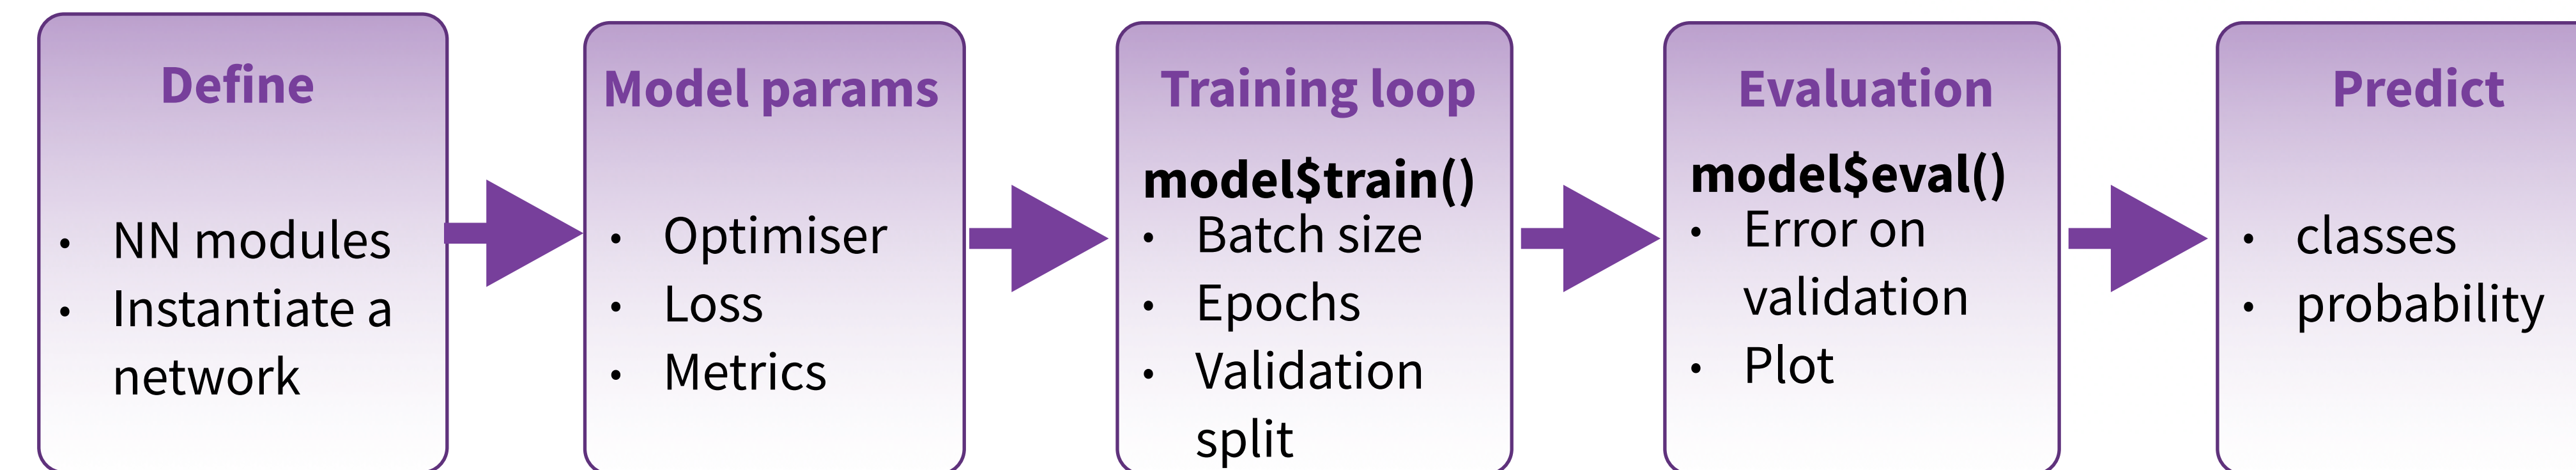 Define
• NN modules
• Instantiate a
network
Model params
• Optimiser
• Loss
• Metrics
Training loop
model$train()
• Batch size
• Epochs
• Validation
split
Evaluation
model$eval()
• Error on
validation
• Plot
Predict
• classes
• probability